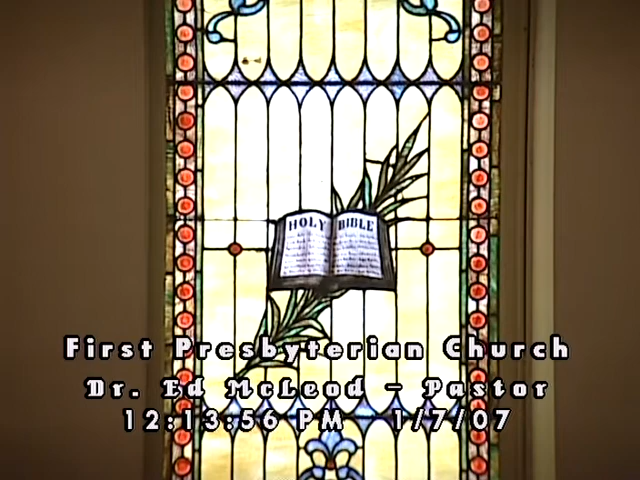 HOLY BIBLE
First Presbyterian Church
Dr. Ed McLeod - Pastor
12:13:56 PM 1/7/07